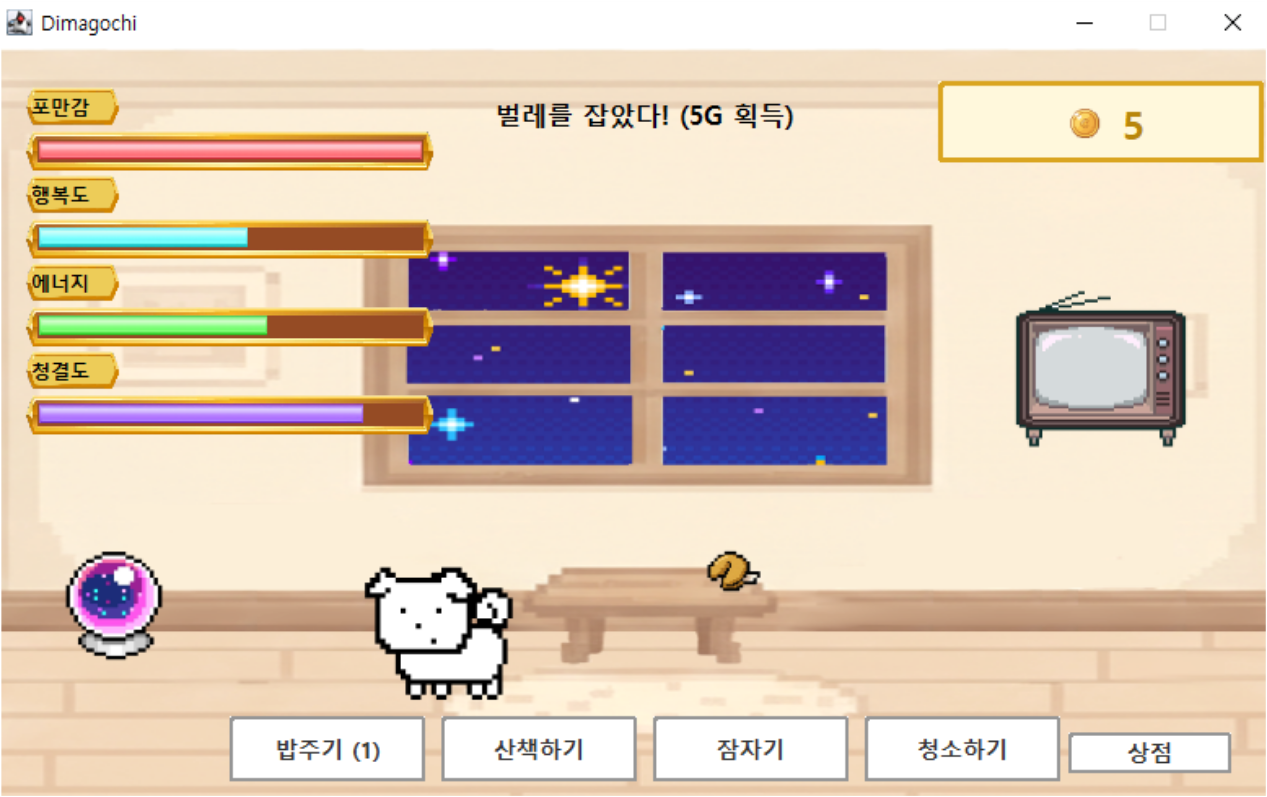 Dimagochi
포만감
벌레를 잡았다! (5G 획득)
5
행복도
에너지
청결도
밥주기 (1)
산책하기
잠자기
청소하기
상점